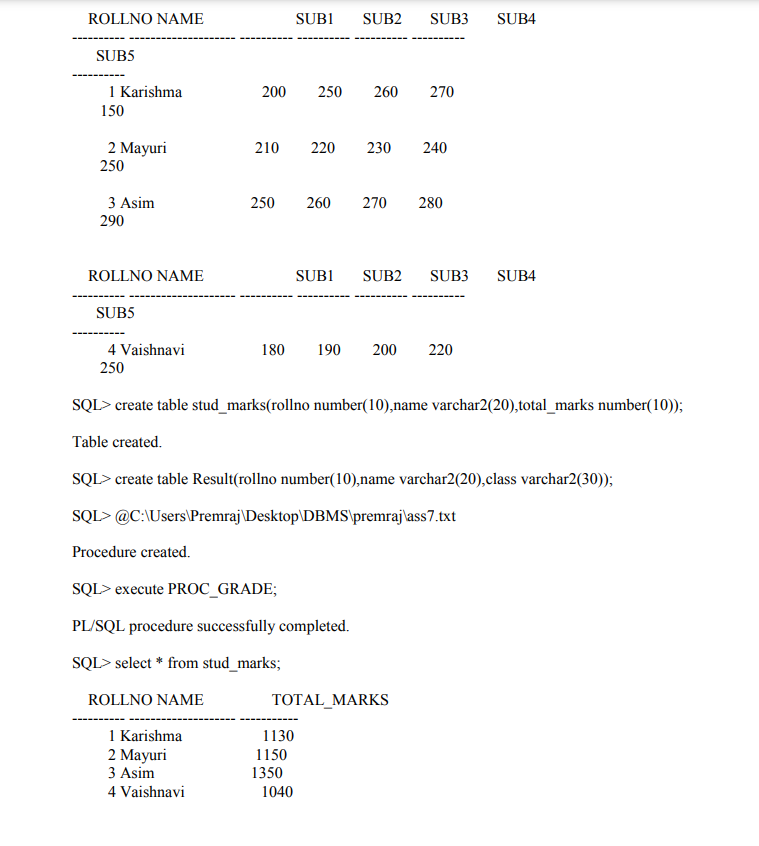 ROLLNO NAME SUB1 SUB2 SUB3 SUB4
---------- -------------------- ---------- ---------- ---------- ----------
SUB5
----------
1 Karishma 200 250 260 270
150
2 Mayuri 210 220 230 240
250
3 Asim 250 260 270 280
290
ROLLNO NAME SUB1 SUB2 SUB3 SUB4
---------- -------------------- ---------- ---------- ---------- ----------
SUB5
----------
4 Vaishnavi 180 190 200 220
250
SQL> create table stud_marks(rollno number(10),name varchar2(20),total_marks number(10));
Table created.
SQL> create table Result(rollno number(10),name varchar2(20),class varchar2(30));
SQL> @C:\Users\Premraj\Desktop\DBMS\premraj\ass7.txt
Procedure created.
SQL> execute PROC_GRADE;
PL/SQL procedure successfully completed.
SQL> select * from stud_marks;
ROLLNO NAME TOTAL_MARKS
---------- -------------------- -----------
1 Karishma 1130
2 Mayuri 1150
3 Asim 1350
4 Vaishnavi 1040